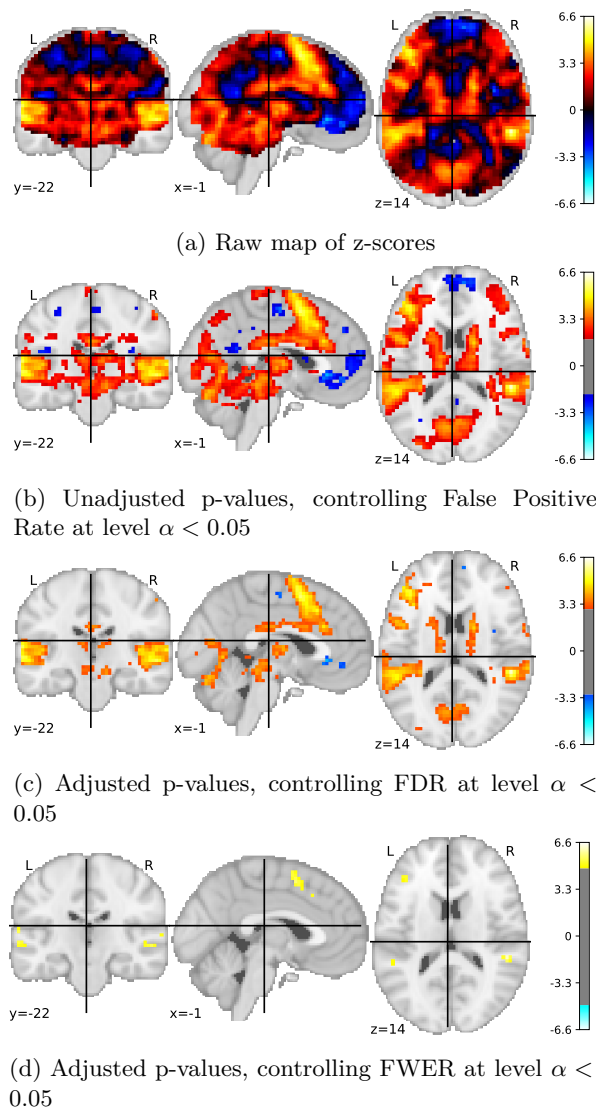 L R L R 6.6
3.3
0
-3.3
-6.6
y=-22 x=-1 z=14
(a) Raw map of z-scores
L R L R 6.6
3.3
0
-3.3
-6.6
y=-22 x=-1 z=14
(b) Unadjusted p-values, controlling False Positive
Rate at level α < 0.05
L R L R 6.6
3.3
0
-3.3
-6.6
y=-22 x=-1 z=14
(c) Adjusted p-values, controlling FDR at level α <
0.05
L R L R 6.6
3.3
0
-3.3
-6.6
y=-22 x=-1 z=14
(d) Adjusted p-values, controlling FWER at level α <
0.05